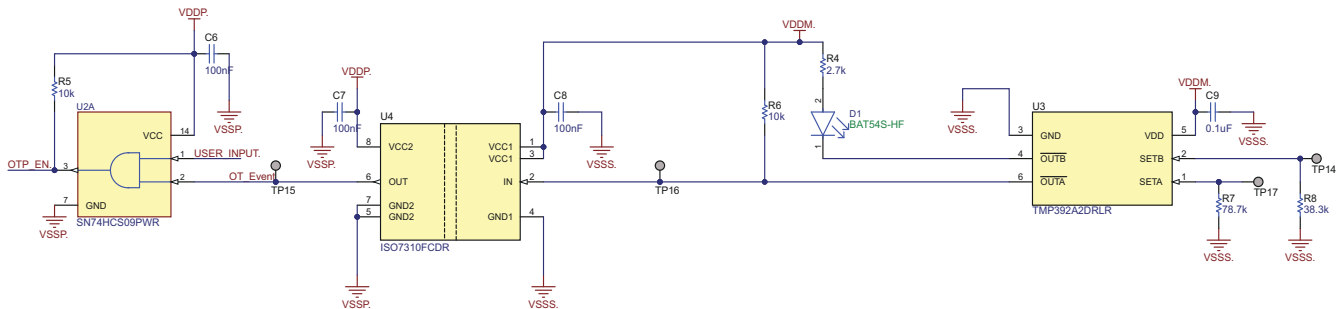 VDDP.
C6
100nF
R5
10k
U2A
VCC
14
OTP_EN.
3
1
USER_INPUT.
2
OT_Event
TP15
7
GND
VSSP.
SN74HCS09PWR
VSSP.
VDDP.
C7
100nF
VSSP.
U4
8
VCC2
VCC1
1
VCC1
3
6
OUT
IN
2
7
GND2
5
GND2
GND1
4
ISO7310FCDR
VSSP.
VSSS.
C8
100nF
VSSS.
TP16
VDDM.
R4
2.7k
R6
10k
2
D1
BAT54S-HF
1
VSSS.
U3
3
GND
VDD
5
4
OUTB
SETB
2
6
OUTA
SETA
1
TMP392A2DRLR
VDDM.
C9
0.1uF
VSSS.
TP14
TP17
R7
78.7k
R8
38.3k
VSSS.
VSSS.